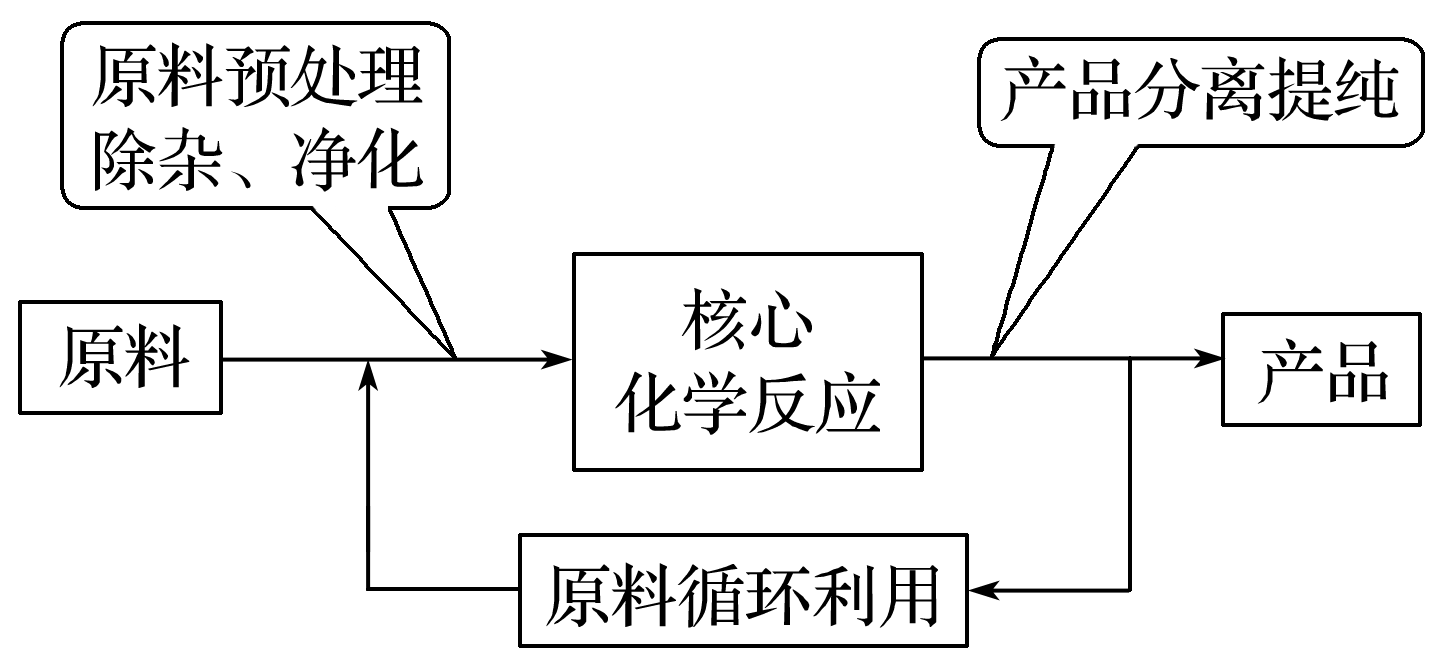 原料预处理
除杂、净化
产品分离提纯
原料
核心
化学反应
产品
原料循环利用